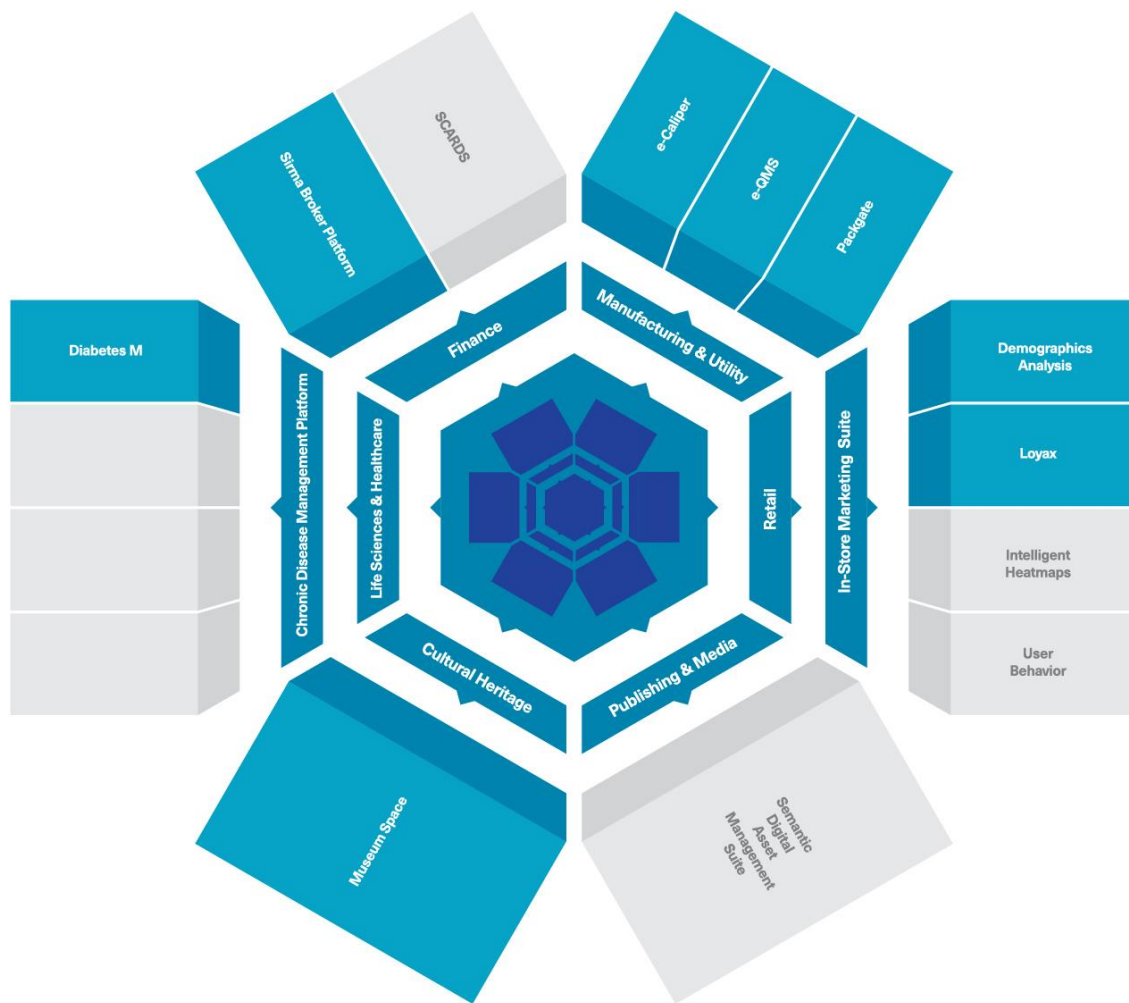 SCARDS
Sirma Broker Platform
e-Caliper
e-QMS
Packgate
Finance
Manufacturing & Utility
Diabetes M
Chronic Disease Management Platform
Life Sciences & Healthcare
Retail
In-Store Marketing Suite
Demographics
Analysis
Loyax
Intelligent
Heatmaps
User
Behavior
Cultural Heritage
Publishing & Media
Museum Space
Semantic
Digital
Asset
Management
Suite